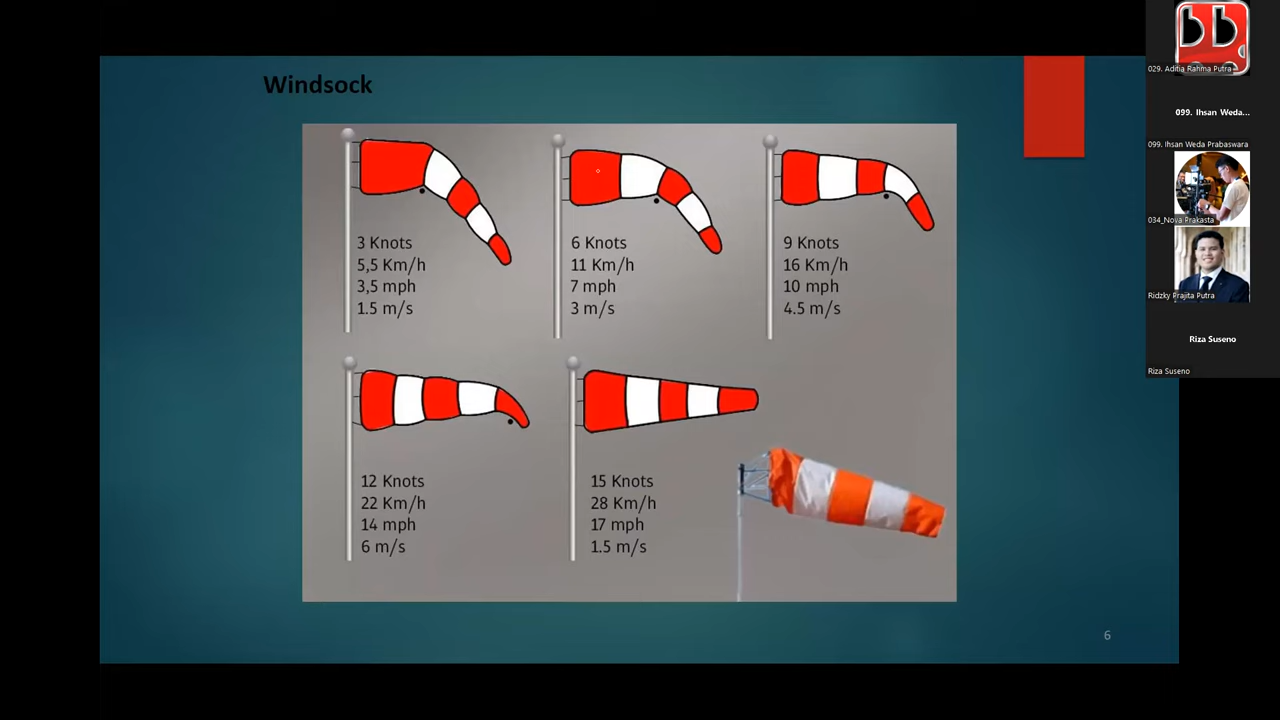 Windsock
3 Knots
5,5 Km/h
3,5 mph
1.5 m/s
6 Knots
11 Km/h
7 mph
3 m/s
9 Knots
16 Km/h
10 mph
4.5 m/s
12 Knots
22 Km/h
14 mph
6 m/s
15 Knots
28 Km/h
17 mph
1.5 m/s
6
bb
029. Aditia Rahma Putra
099. Ihsan Weda...
099. Ihsan Weda Prabaswara
034_Nova Prakasta
Ridzky Prajita Putra
Riza Suseno
Riza Suseno